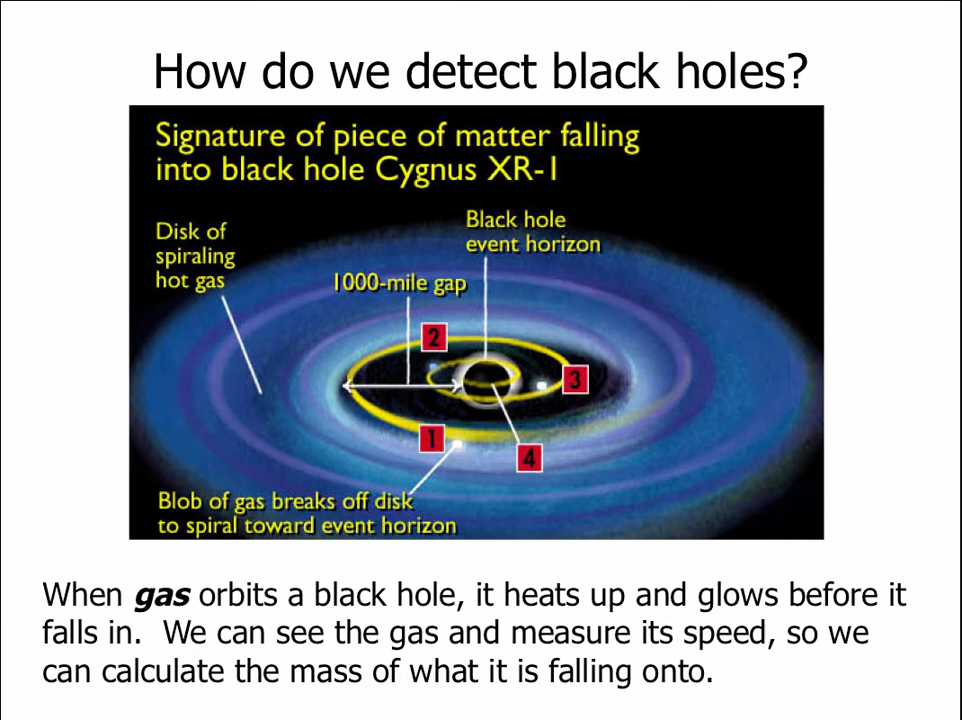 How do we detect black holes?
Signature of piece of matter falling
into black hole Cygnus XR-1
Disk of
spiraling
hot gas
Black hole
event horizon
1000-mile gap
2
3
1
4
Blob of gas breaks off disk
to spiral toward event horizon
When gas orbits a black hole, it heats up and glows before it
falls in.  We can see the gas and measure its speed, so we
can calculate the mass of what it is falling onto.